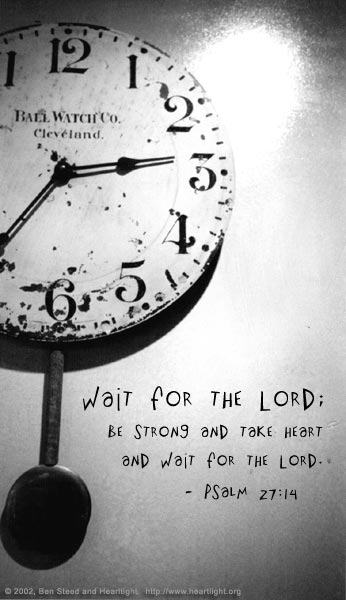 12
1
BALL WATCH CO.
Cleveland.
2
3
4
5
6
WAIT FOR THE LORD;
BE STRONG AND TAKE HEART
AND WAIT FOR THE LORD.
- PSALM 27:14
© 2002, Ben Steed and Heartlight. http://www.heartlight.org